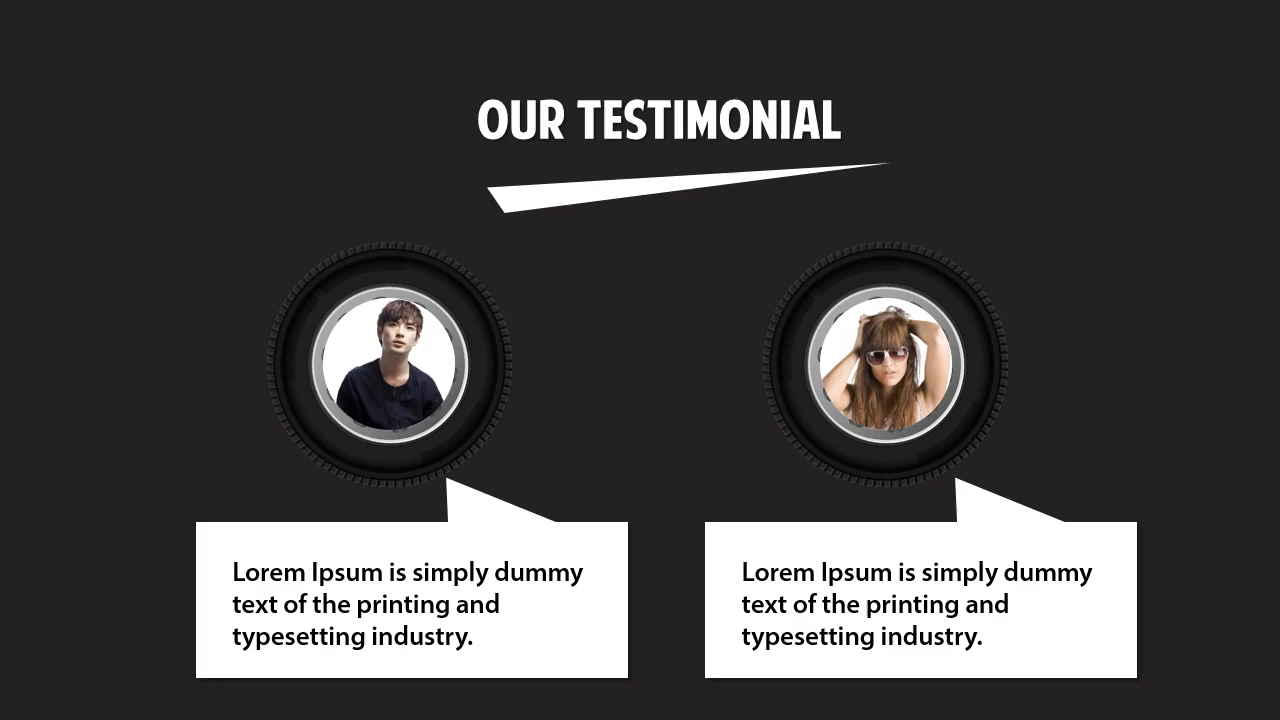 OUR TESTIMONIAL
Lorem Ipsum is simply dummy
text of the printing and
typesetting industry.
Lorem Ipsum is simply dummy
text of the printing and
typesetting industry.